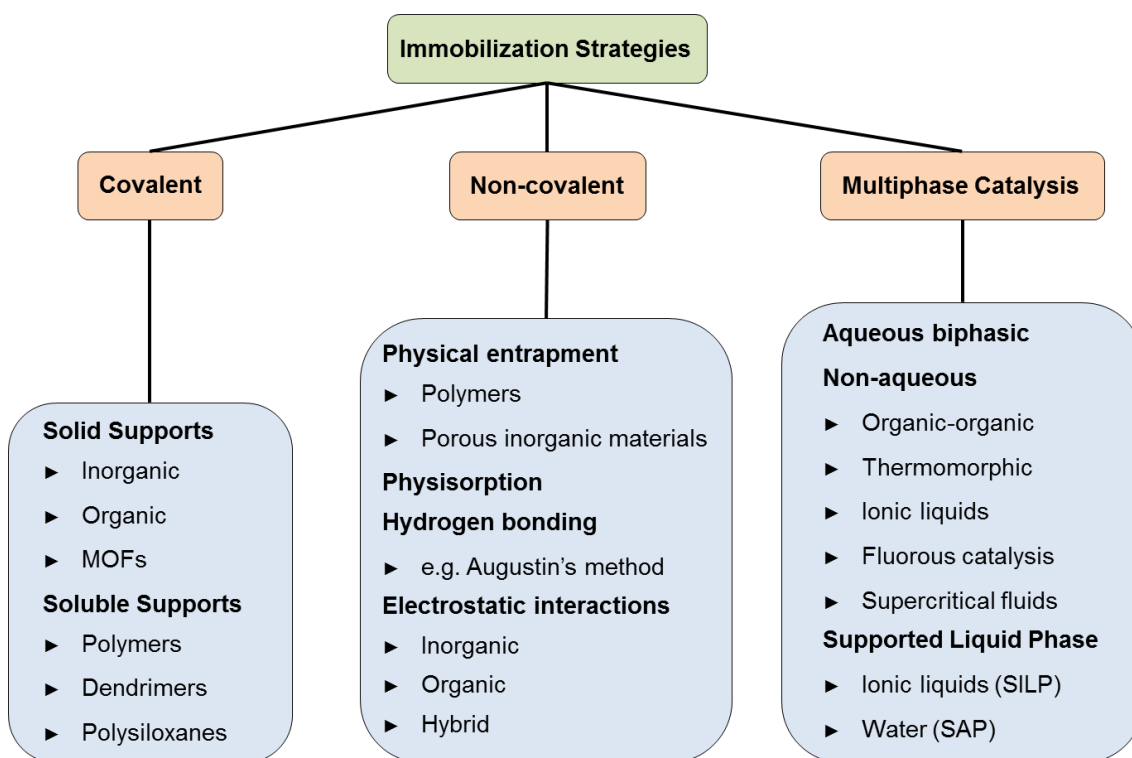 Immobilization Strategies
Covalent
Non-covalent
Multiphase Catalysis
Solid Supports
► Inorganic
► Organic
► MOFs
Soluble Supports
► Polymers
► Dendrimers
► Polysiloxanes
Physical entrapment
► Polymers
► Porous inorganic materials
Physisorption
Hydrogen bonding
► e.g. Augustin’s method
Electrostatic interactions
► Inorganic
► Organic
► Hybrid
Aqueous biphasic
Non-aqueous
► Organic-organic
► Thermomorphic
► Ionic liquids
► Fluorous catalysis
► Supercritical fluids
Supported Liquid Phase
► Ionic liquids (SILP)
► Water (SAP)